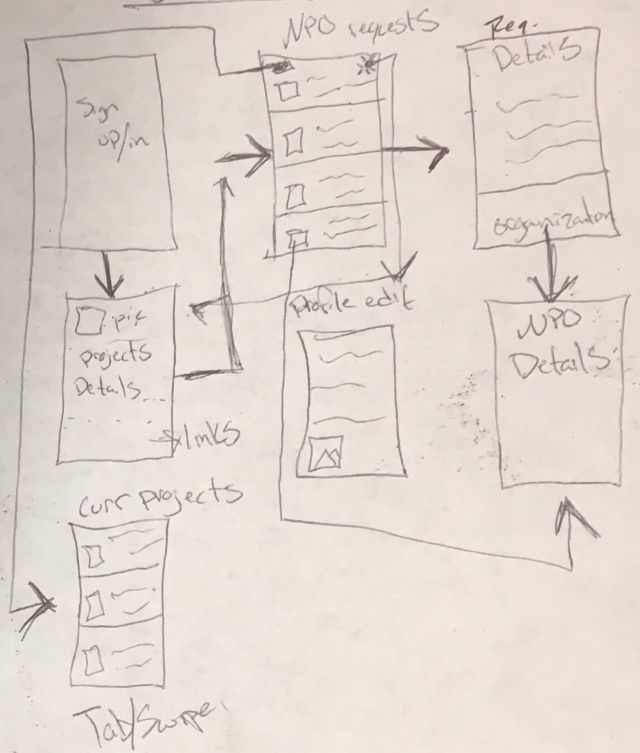 NPO requests
Req.
Details
Sign
up/in
organization
pix
projects
Details...
links
Profile edit
NPO
Details
Curr projects
Tab/Swipe